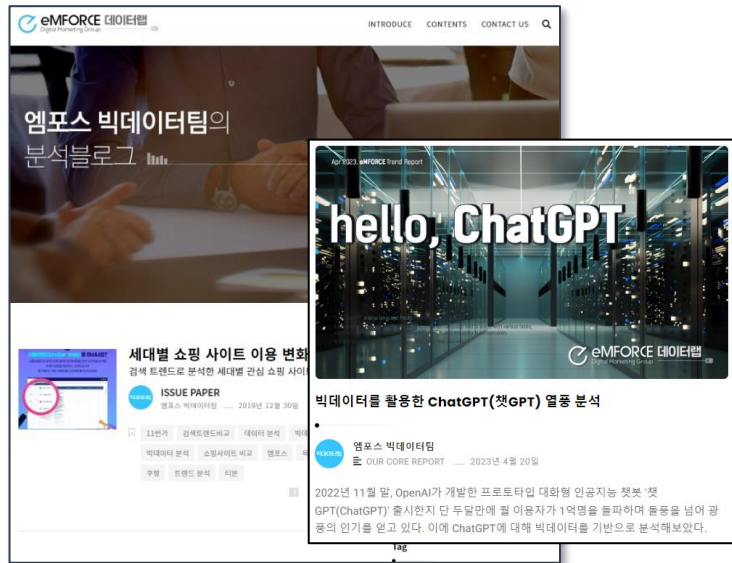 eMFORCE 데이터랩
Digital Marketing Group
INTRODUCE CONTENTS CONTACT US
엠포스 빅데이터팀의
분석블로그
세대별 쇼핑 사이트 이용 변화
검색 트렌드로 분석한 세대별 관심 쇼핑 사이트
ISSUE PAPER
엠포스 빅데이터팀 2019년 12월 30일
11번가 검색트렌드비교 데이터 분석
빅데이터 분석 쇼핑사이트 비교 엠포스
쿠팡 트렌드 분석 티몬
Tag
Apr 2023. eMFORCE Trend Report
hello, ChatGPT
eMFORCE 데이터랩
Digital Marketing Group
빅데이터를 활용한 ChatGPT(챗GPT) 열풍 분석
빅데이터팀
엠포스 빅데이터팀
OUR CORE REPORT 2023년 4월 20일
2022년 11월 말, OpenAI가 개발한 프로토타입 대화형 인공지능 챗봇 '챗
GPT(ChatGPT)' 출시한지 단 두달만에 월 이용자가 1억명을 돌파하며 돌풍을 넘어 광
풍의 인기를 얻고 있다. 이에 ChatGPT에 대해 빅데이터를 기반으로 분석해보았다.